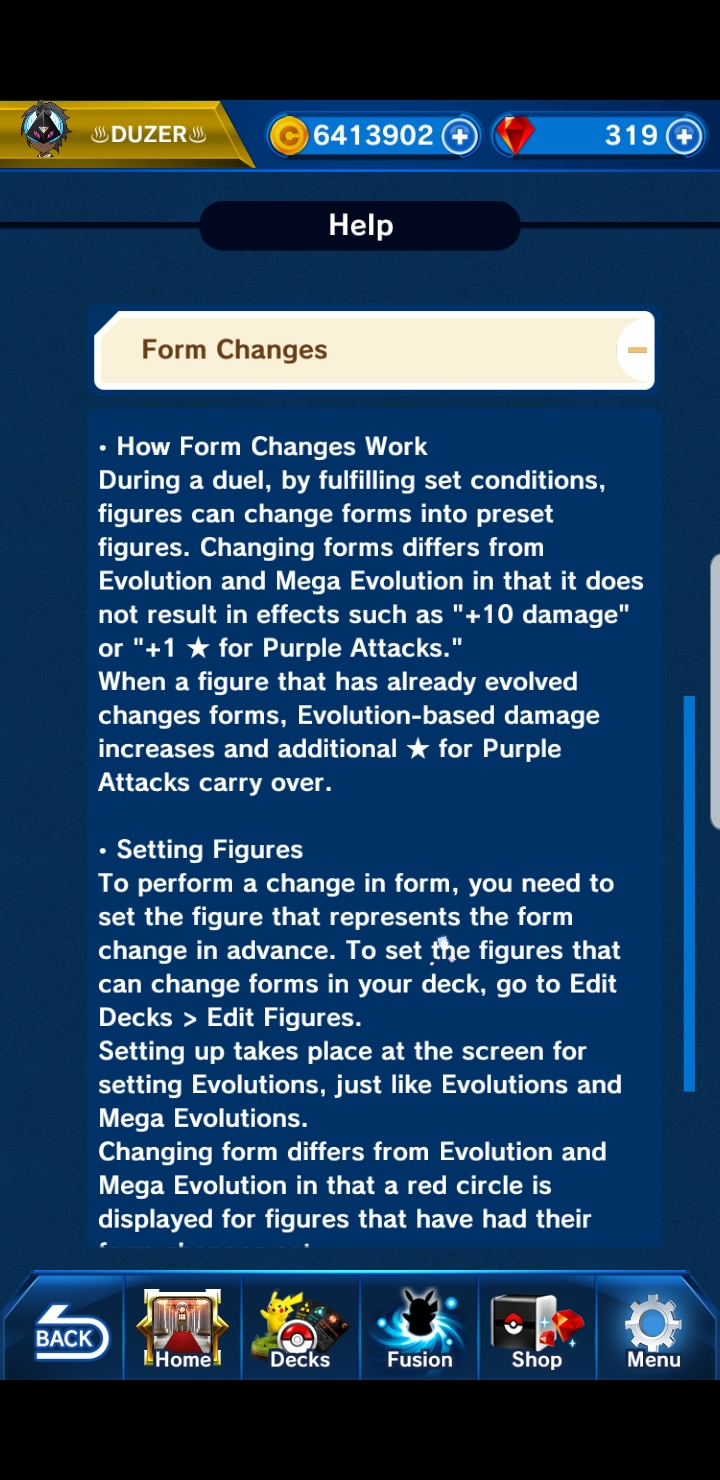 ♨DUZER♨
6413902
319
Help
Form Changes
• How Form Changes Work
During a duel, by fulfilling set conditions,
figures can change forms into preset
figures. Changing forms differs from
Evolution and Mega Evolution in that it does
not result in effects such as "+10 damage"
or "+1 ★ for Purple Attacks."
When a figure that has already evolved
changes forms, Evolution-based damage
increases and additional ★ for Purple
Attacks carry over.
• Setting Figures
To perform a change in form, you need to
set the figure that represents the form
change in advance. To set the figures that
can change forms in your deck, go to Edit
Decks > Edit Figures.
Setting up takes place at the screen for
setting Evolutions, just like Evolutions and
Mega Evolutions.
Changing form differs from Evolution and
Mega Evolution in that a red circle is
displayed for figures that have had their
BACK
Home
Decks
Fusion
Shop
Menu